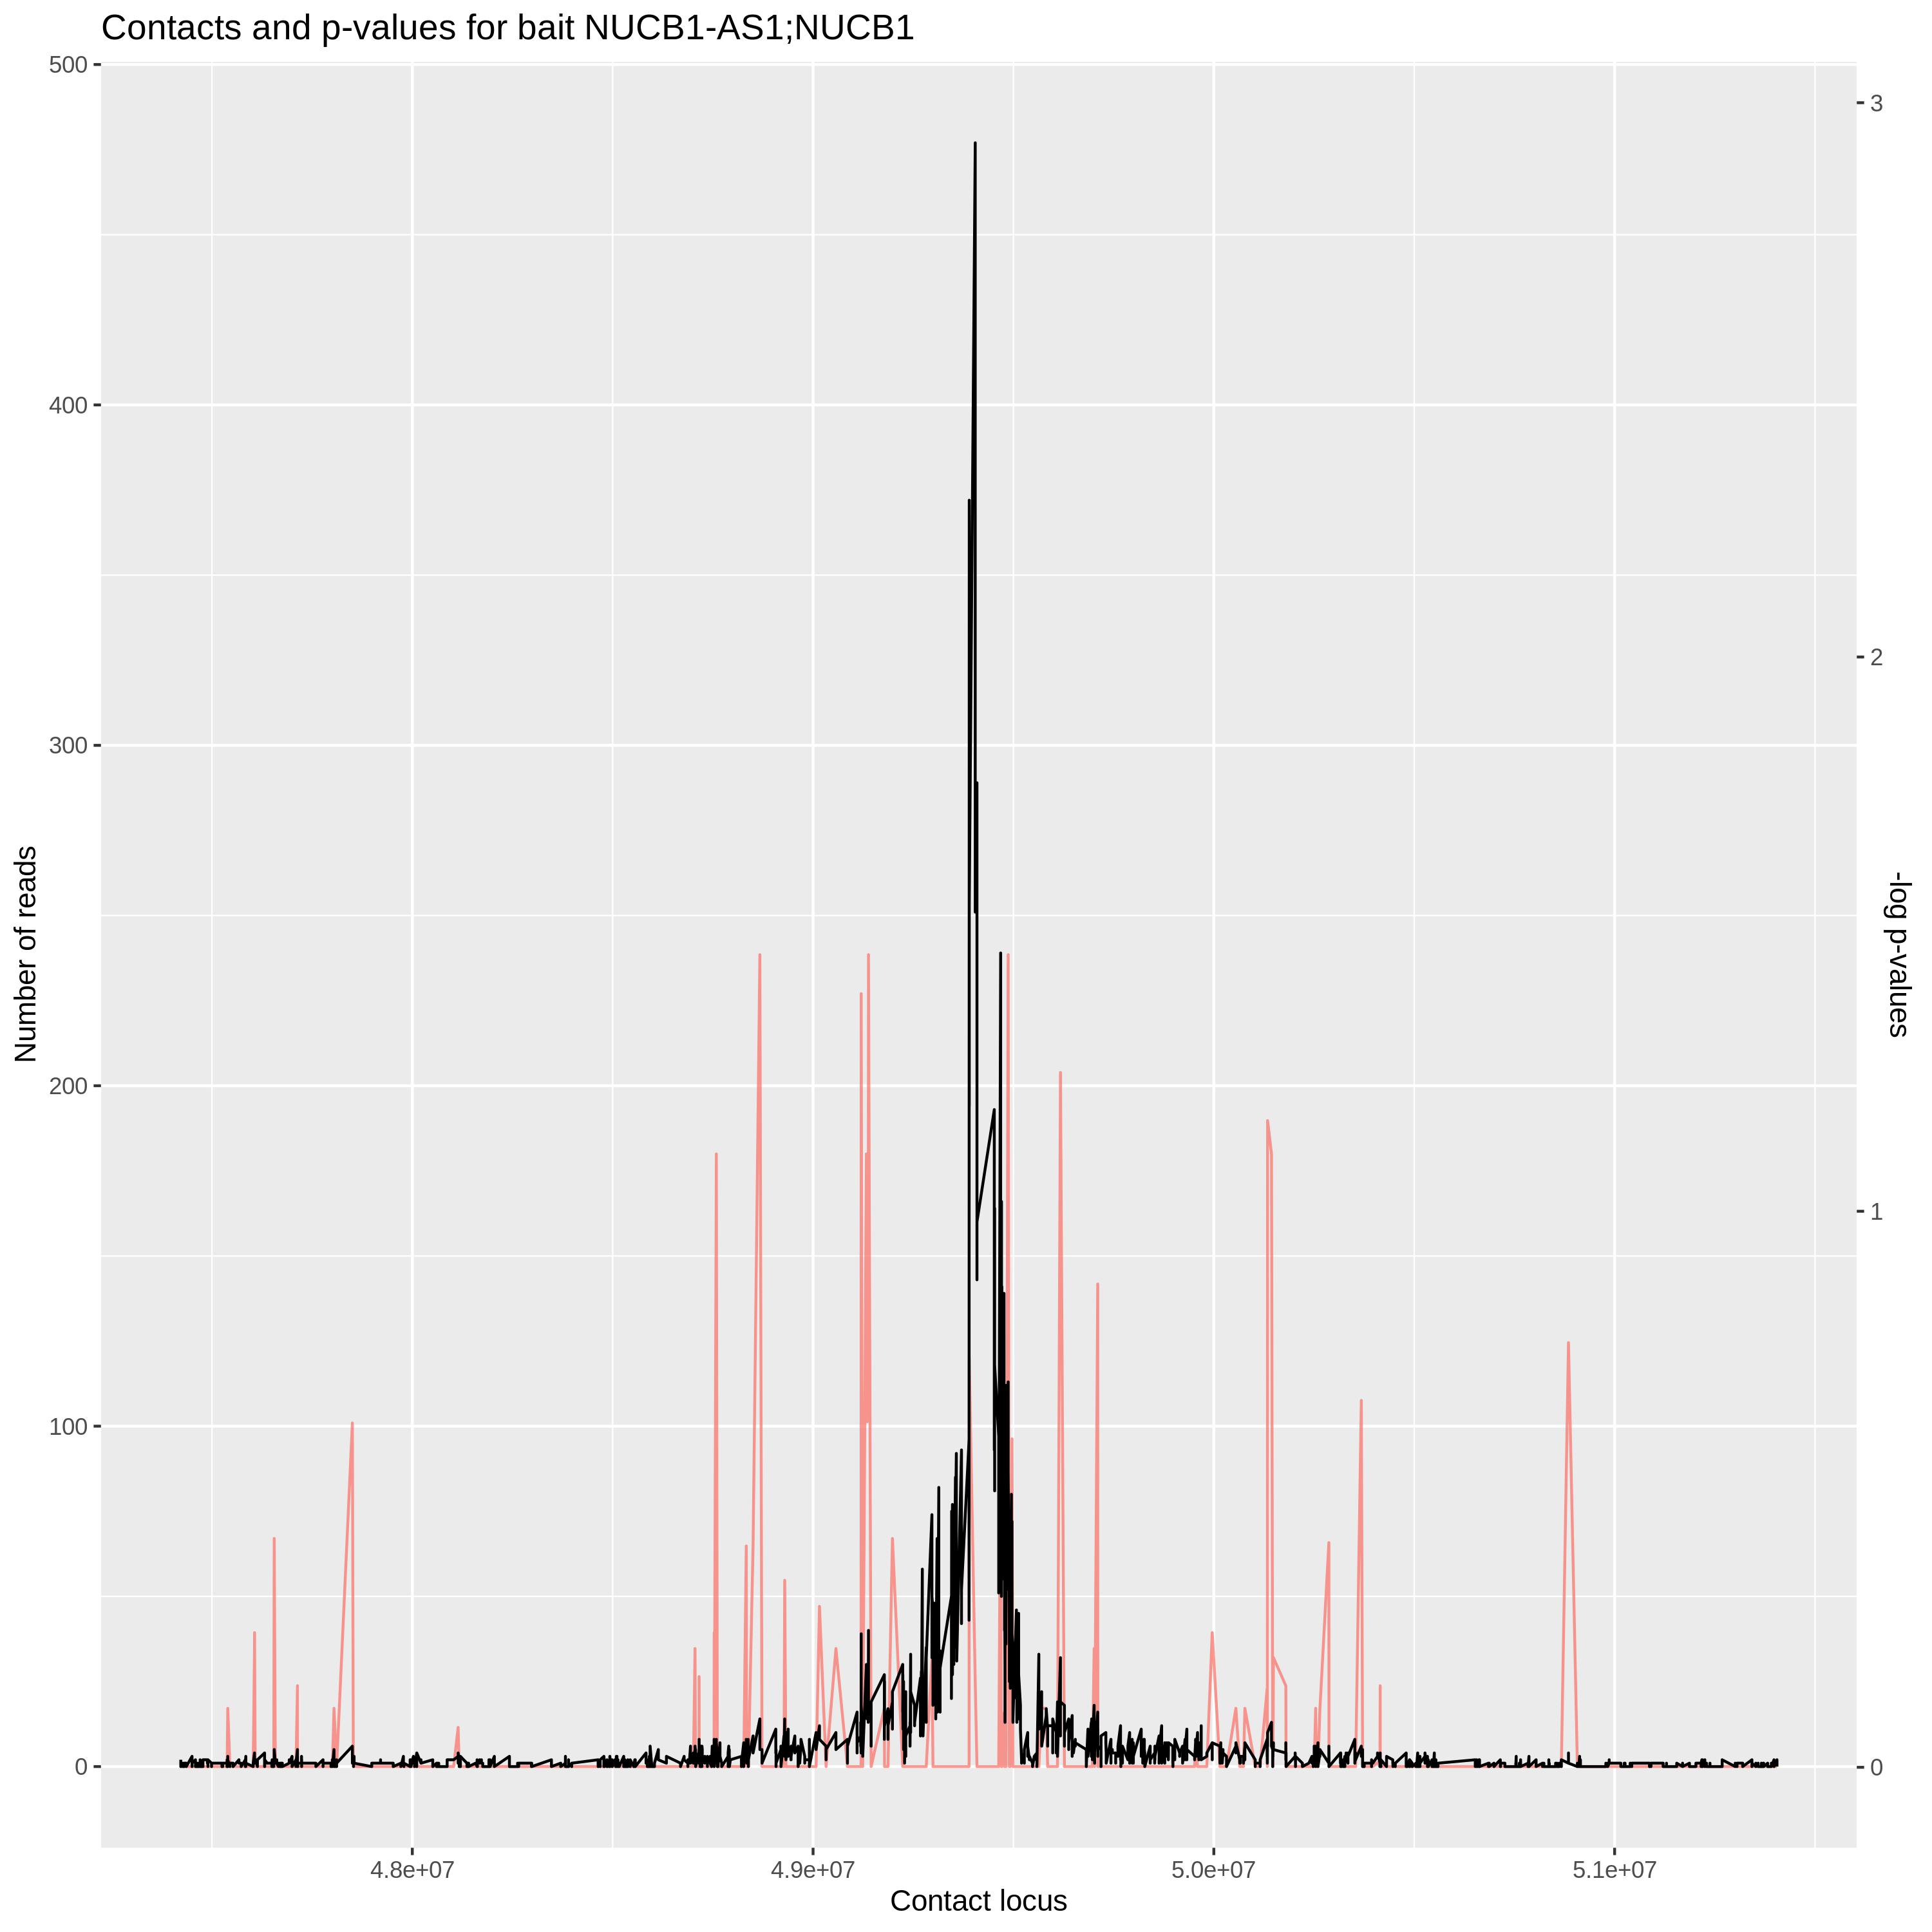 Contacts and p-values for bait NUCB1-AS1;NUCB1
500
400
300
200
100
0
Number of reads
3
2
1
0
-log p-values
4.8e+07
4.9e+07
5.0e+07
5.1e+07
Contact locus